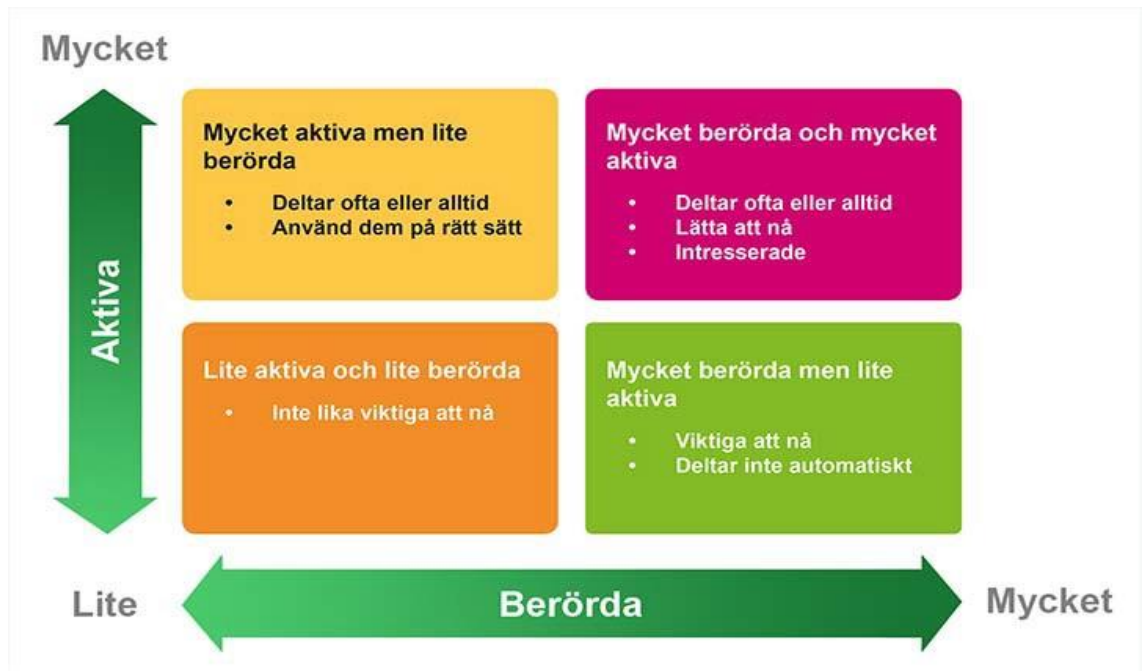 Mycket
Mycket aktiva men lite
berörda
• Deltar ofta eller alltid
• Använd dem på rätt sätt
Mycket berörda och mycket
aktiva
• Deltar ofta eller alltid
• Lätta att nå
• Intresserade
Aktiva
Lite aktiva och lite berörda
• Inte lika viktiga att nå
Mycket berörda men lite
aktiva
• Viktiga att nå
• Deltar inte automatiskt
Lite
Berörda
Mycket